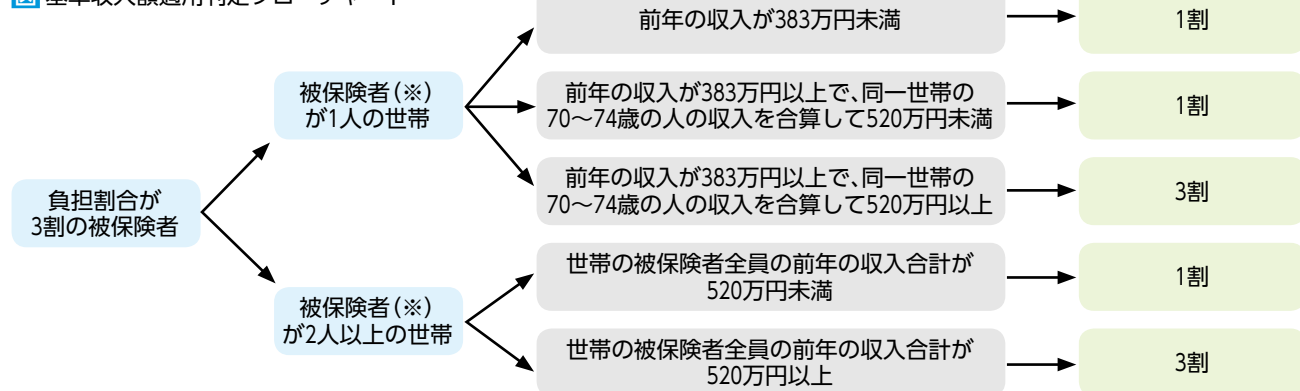 前年の収入が383万円未満
1割
被保険者(※)
が1人の世帯
前年の収入が383万円以上で、同一世帯の
70~74歳の人の収入を合算して520万円未満
1割
負担割合が
3割の被保険者
前年の収入が383万円以上で、同一世帯の
70~74歳の人の収入を合算して520万円以上
3割
被保険者(※)
が2人以上の世帯
世帯の被保険者全員の前年の収入合計が
520万円未満
1割
世帯の被保険者全員の前年の収入合計が
520万円以上
3割